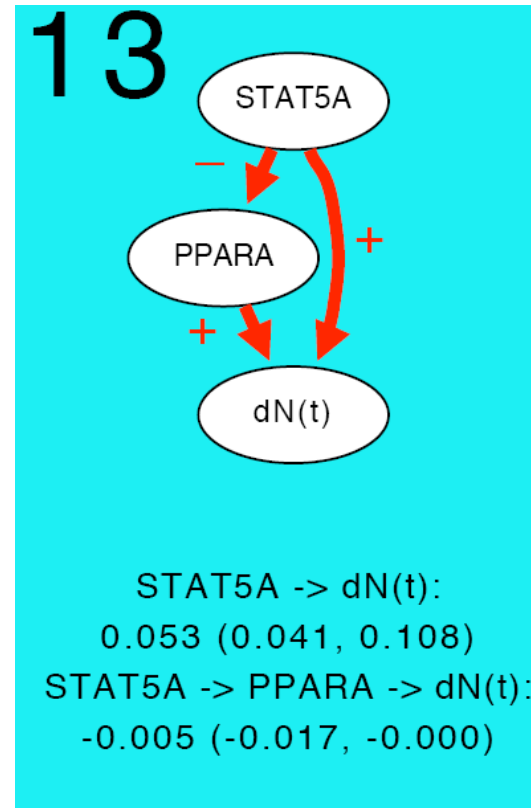 13
STAT5A
−
+
PPARA
+
dN(t)
STAT5A -> dN(t):
0.053 (0.041, 0.108)
STAT5A -> PPARA -> dN(t):
-0.005 (-0.017, -0.000)